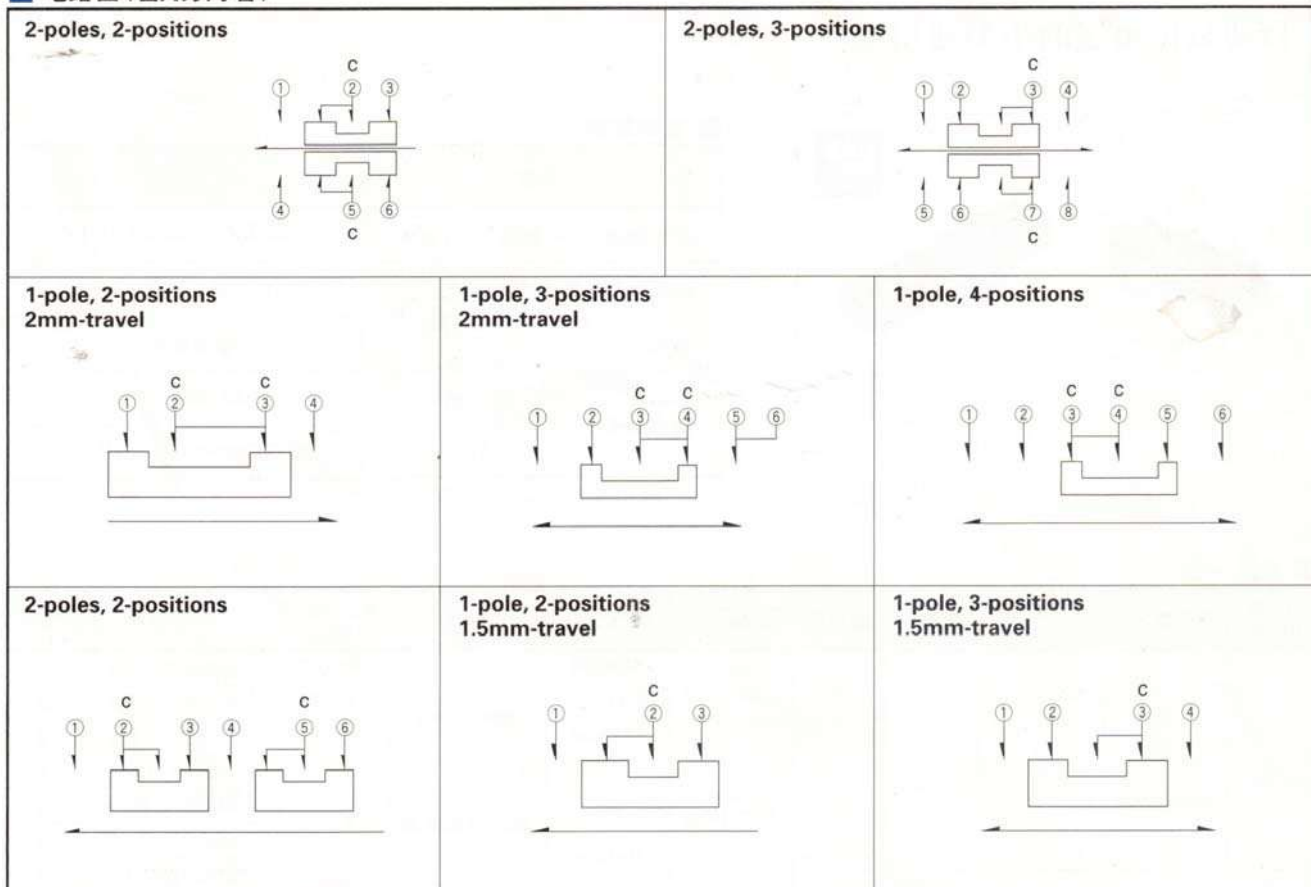 2-poles, 2-positions
C
① ② ③
④ ⑤ ⑥
C
2-poles, 3-positions
C
① ② ③ ④
⑤ ⑥ ⑦ ⑧
C
1-pole, 2-positions
2mm-travel
C C
① ② ③ ④
1-pole, 3-positions
2mm-travel
C C
① ② ③ ④ ⑤ ⑥
1-pole, 4-positions
C C
① ② ③ ④ ⑤ ⑥
2-poles, 2-positions
C C
① ② ③ ④ ⑤ ⑥
1-pole, 2-positions
1.5mm-travel
C
① ② ③
1-pole, 3-positions
1.5mm-travel
C
① ② ③ ④